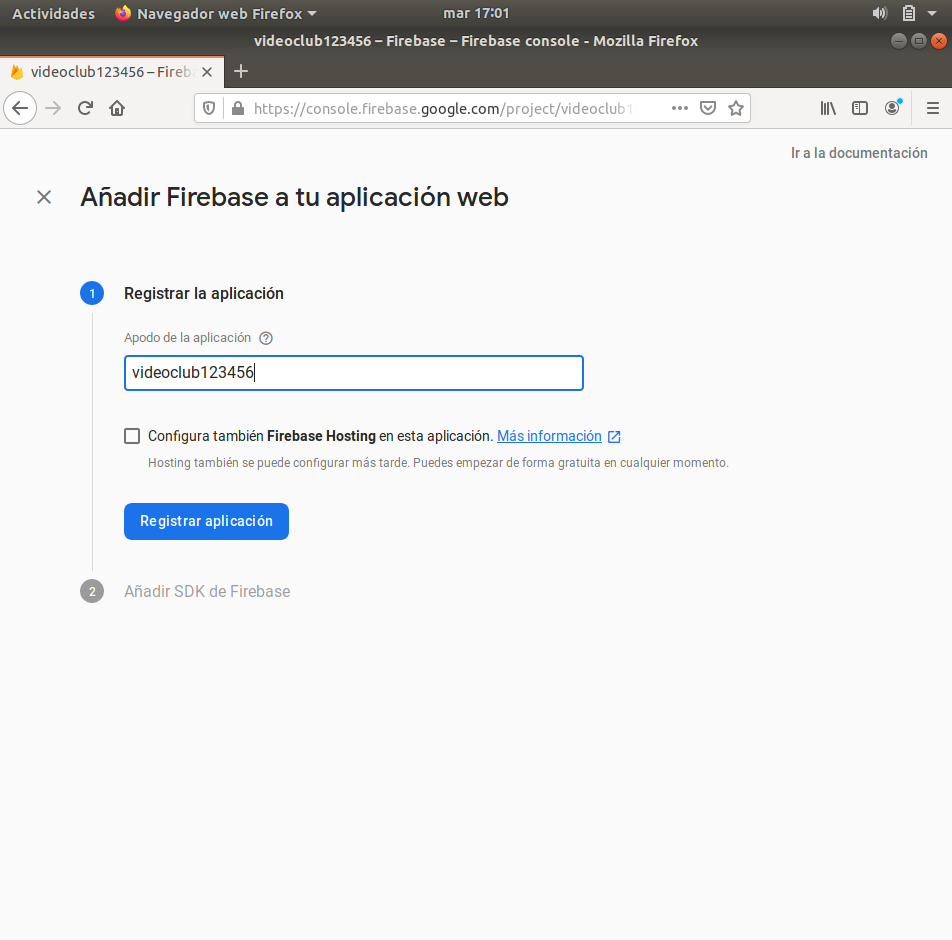 Actividades Navegador web Firefox mar 17:01
videoclub123456 – Firebase – Firebase console - Mozilla Firefox
videoclub123456 – Fireba
https://console.firebase.google.com/project/videoclub1
Ir a la documentación
Añadir Firebase a tu aplicación web
1 Registrar la aplicación
Apodo de la aplicación ?
videoclub123456
Configura también Firebase Hosting en esta aplicación. Más información
Hosting también se puede configurar más tarde. Puedes empezar de forma gratuita en cualquier momento.
Registrar aplicación
2 Añadir SDK de Firebase